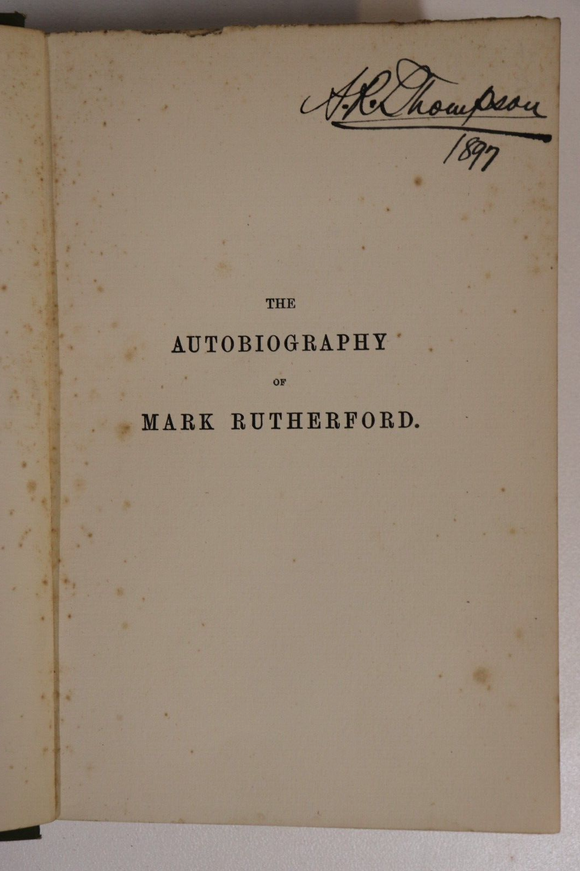 A.R. Thompson
1897
THE
AUTOBIOGRAPHY
OF
MARK RUTHERFORD.